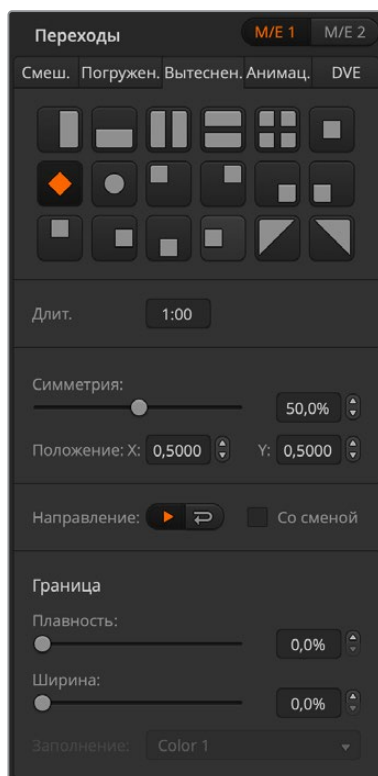 Переходы M/E 1 M/E 2
Смеш. Погружен. Вытеснен. Анимац. DVE
Длит. 1:00
Симметрия:
50,0%
Положение: X: 0,5000 Y: 0,5000
Направление: Со сменой
Граница
Плавность:
0,0%
Ширина:
0,0%
Заполнение: Color 1